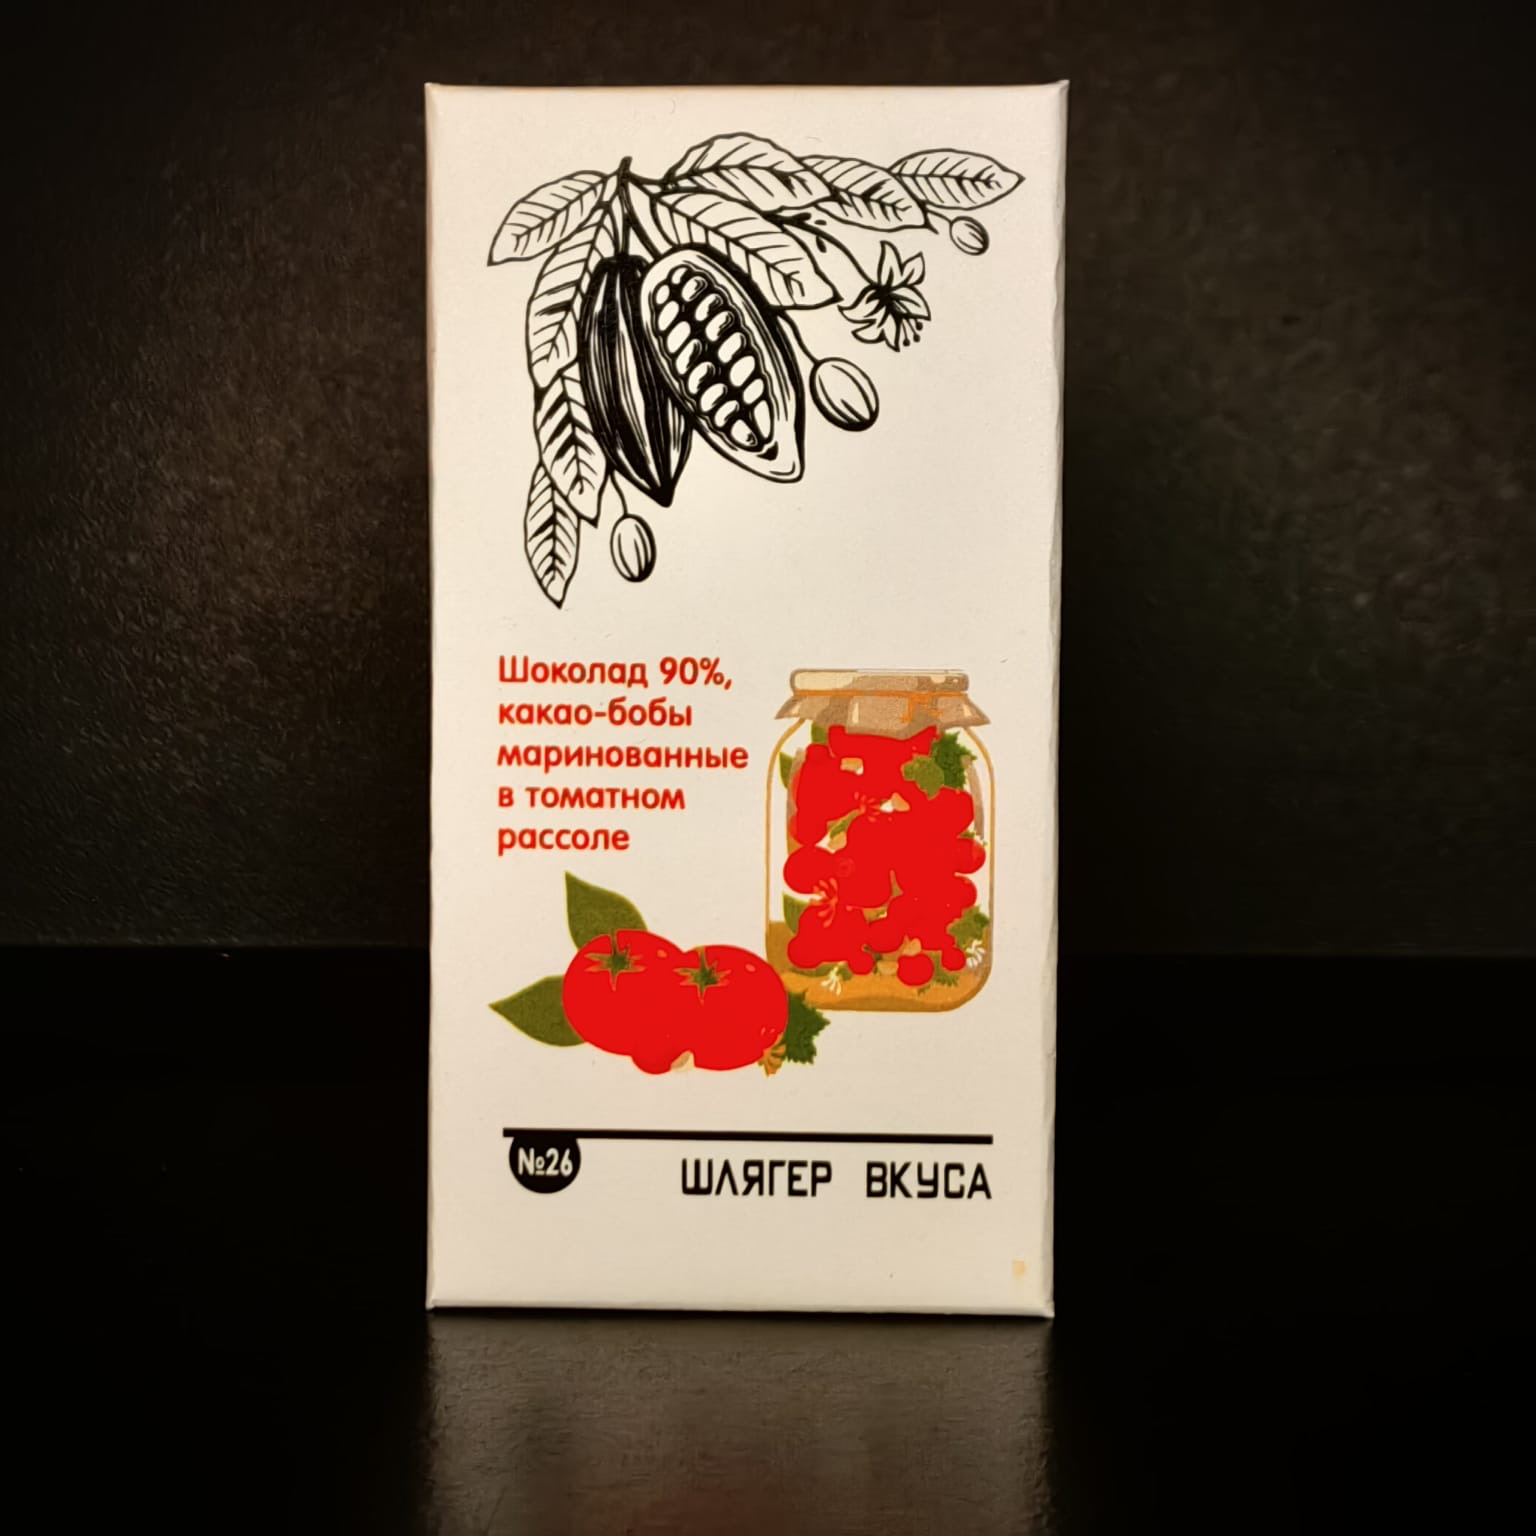 Шоколад 90%,
какао-бобы
маринованные
в томатном
рассоле
№26
ШЛЯГЕР ВКУСА